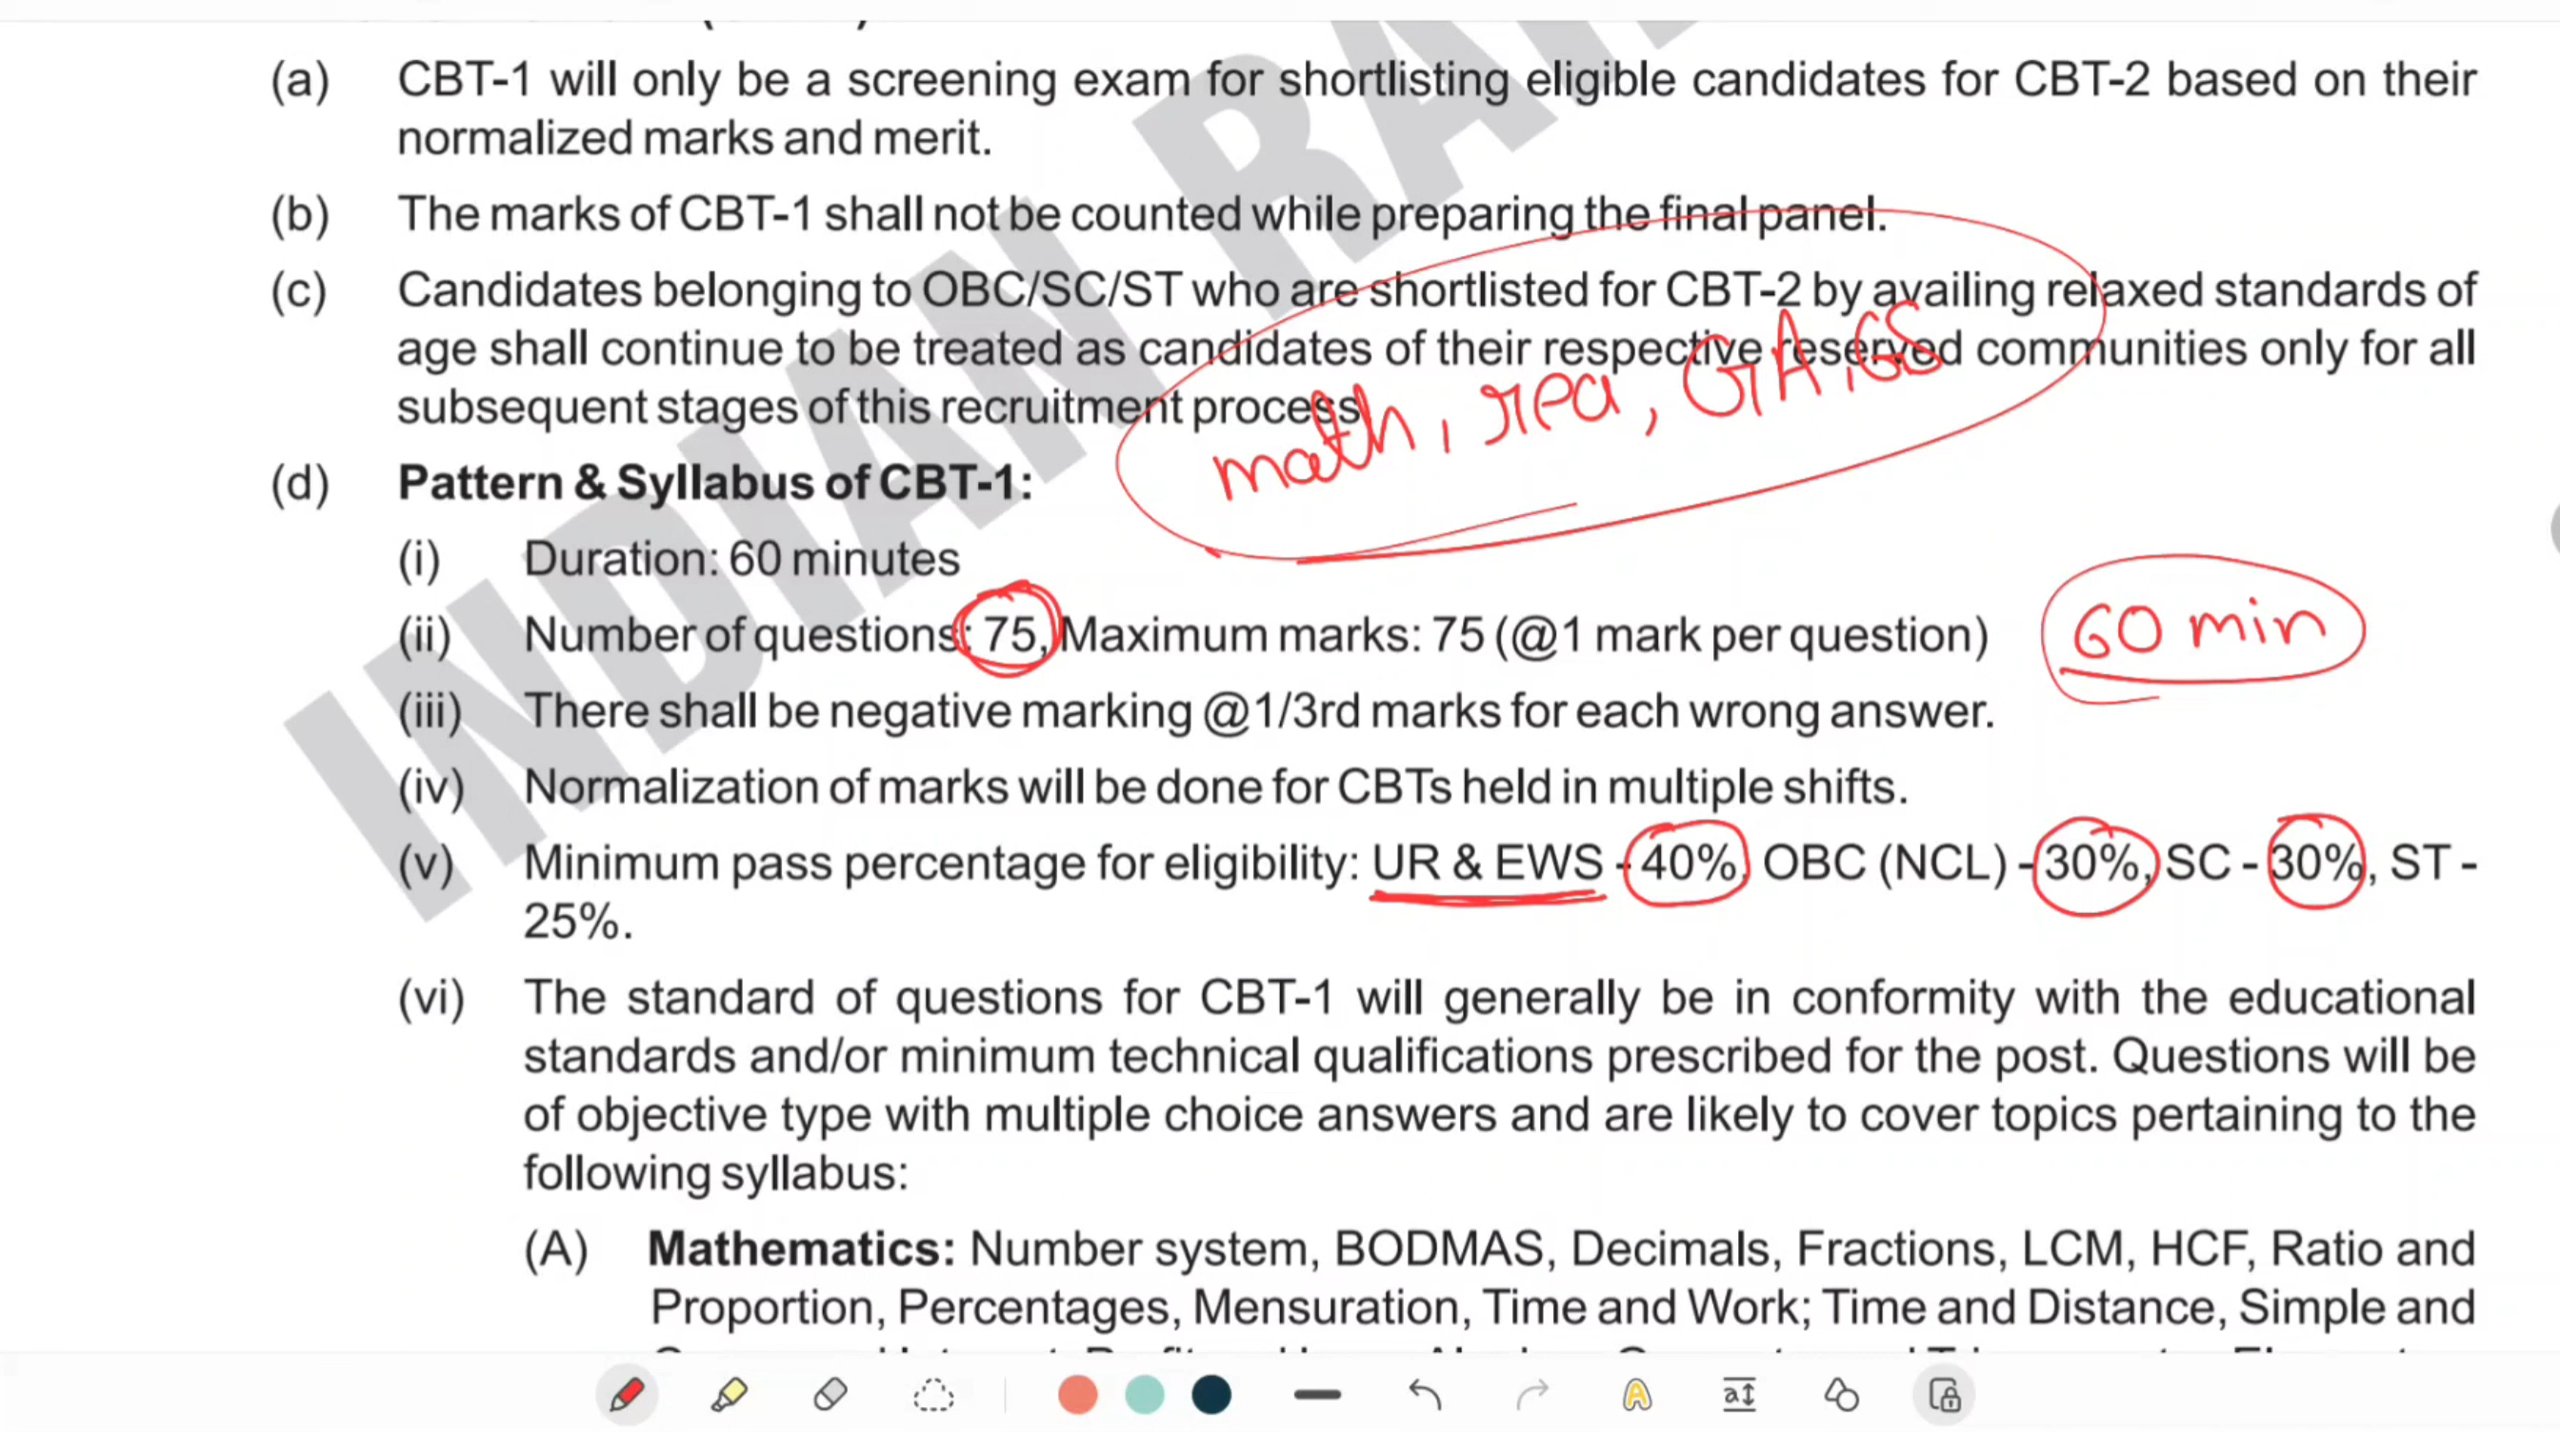 (a) CBT-1 will only be a screening exam for shortlisting eligible candidates for CBT-2 based on their
normalized marks and merit.
(b) The marks of CBT-1 shall not be counted while preparing the final panel.
(c) Candidates belonging to OBC/SC/ST who are shortlisted for CBT-2 by availing relaxed standards of
age shall continue to be treated as candidates of their respective reserved communities only for all
subsequent stages of this recruitment process
math, rea, GA, GS
(d) Pattern & Syllabus of CBT-1:
(i) Duration: 60 minutes
(ii) Number of questions: 75, Maximum marks: 75 (@1 mark per question)
60 min
(iii) There shall be negative marking @1/3rd marks for each wrong answer.
(iv) Normalization of marks will be done for CBTs held in multiple shifts.
(v) Minimum pass percentage for eligibility: UR & EWS - 40%, OBC (NCL) - 30%, SC - 30%, ST -
25%.
(vi) The standard of questions for CBT-1 will generally be in conformity with the educational
standards and/or minimum technical qualifications prescribed for the post. Questions will be
of objective type with multiple choice answers and are likely to cover topics pertaining to the
following syllabus:
(A) Mathematics: Number system, BODMAS, Decimals, Fractions, LCM, HCF, Ratio and
Proportion, Percentages, Mensuration, Time and Work; Time and Distance, Simple and
INDIAN